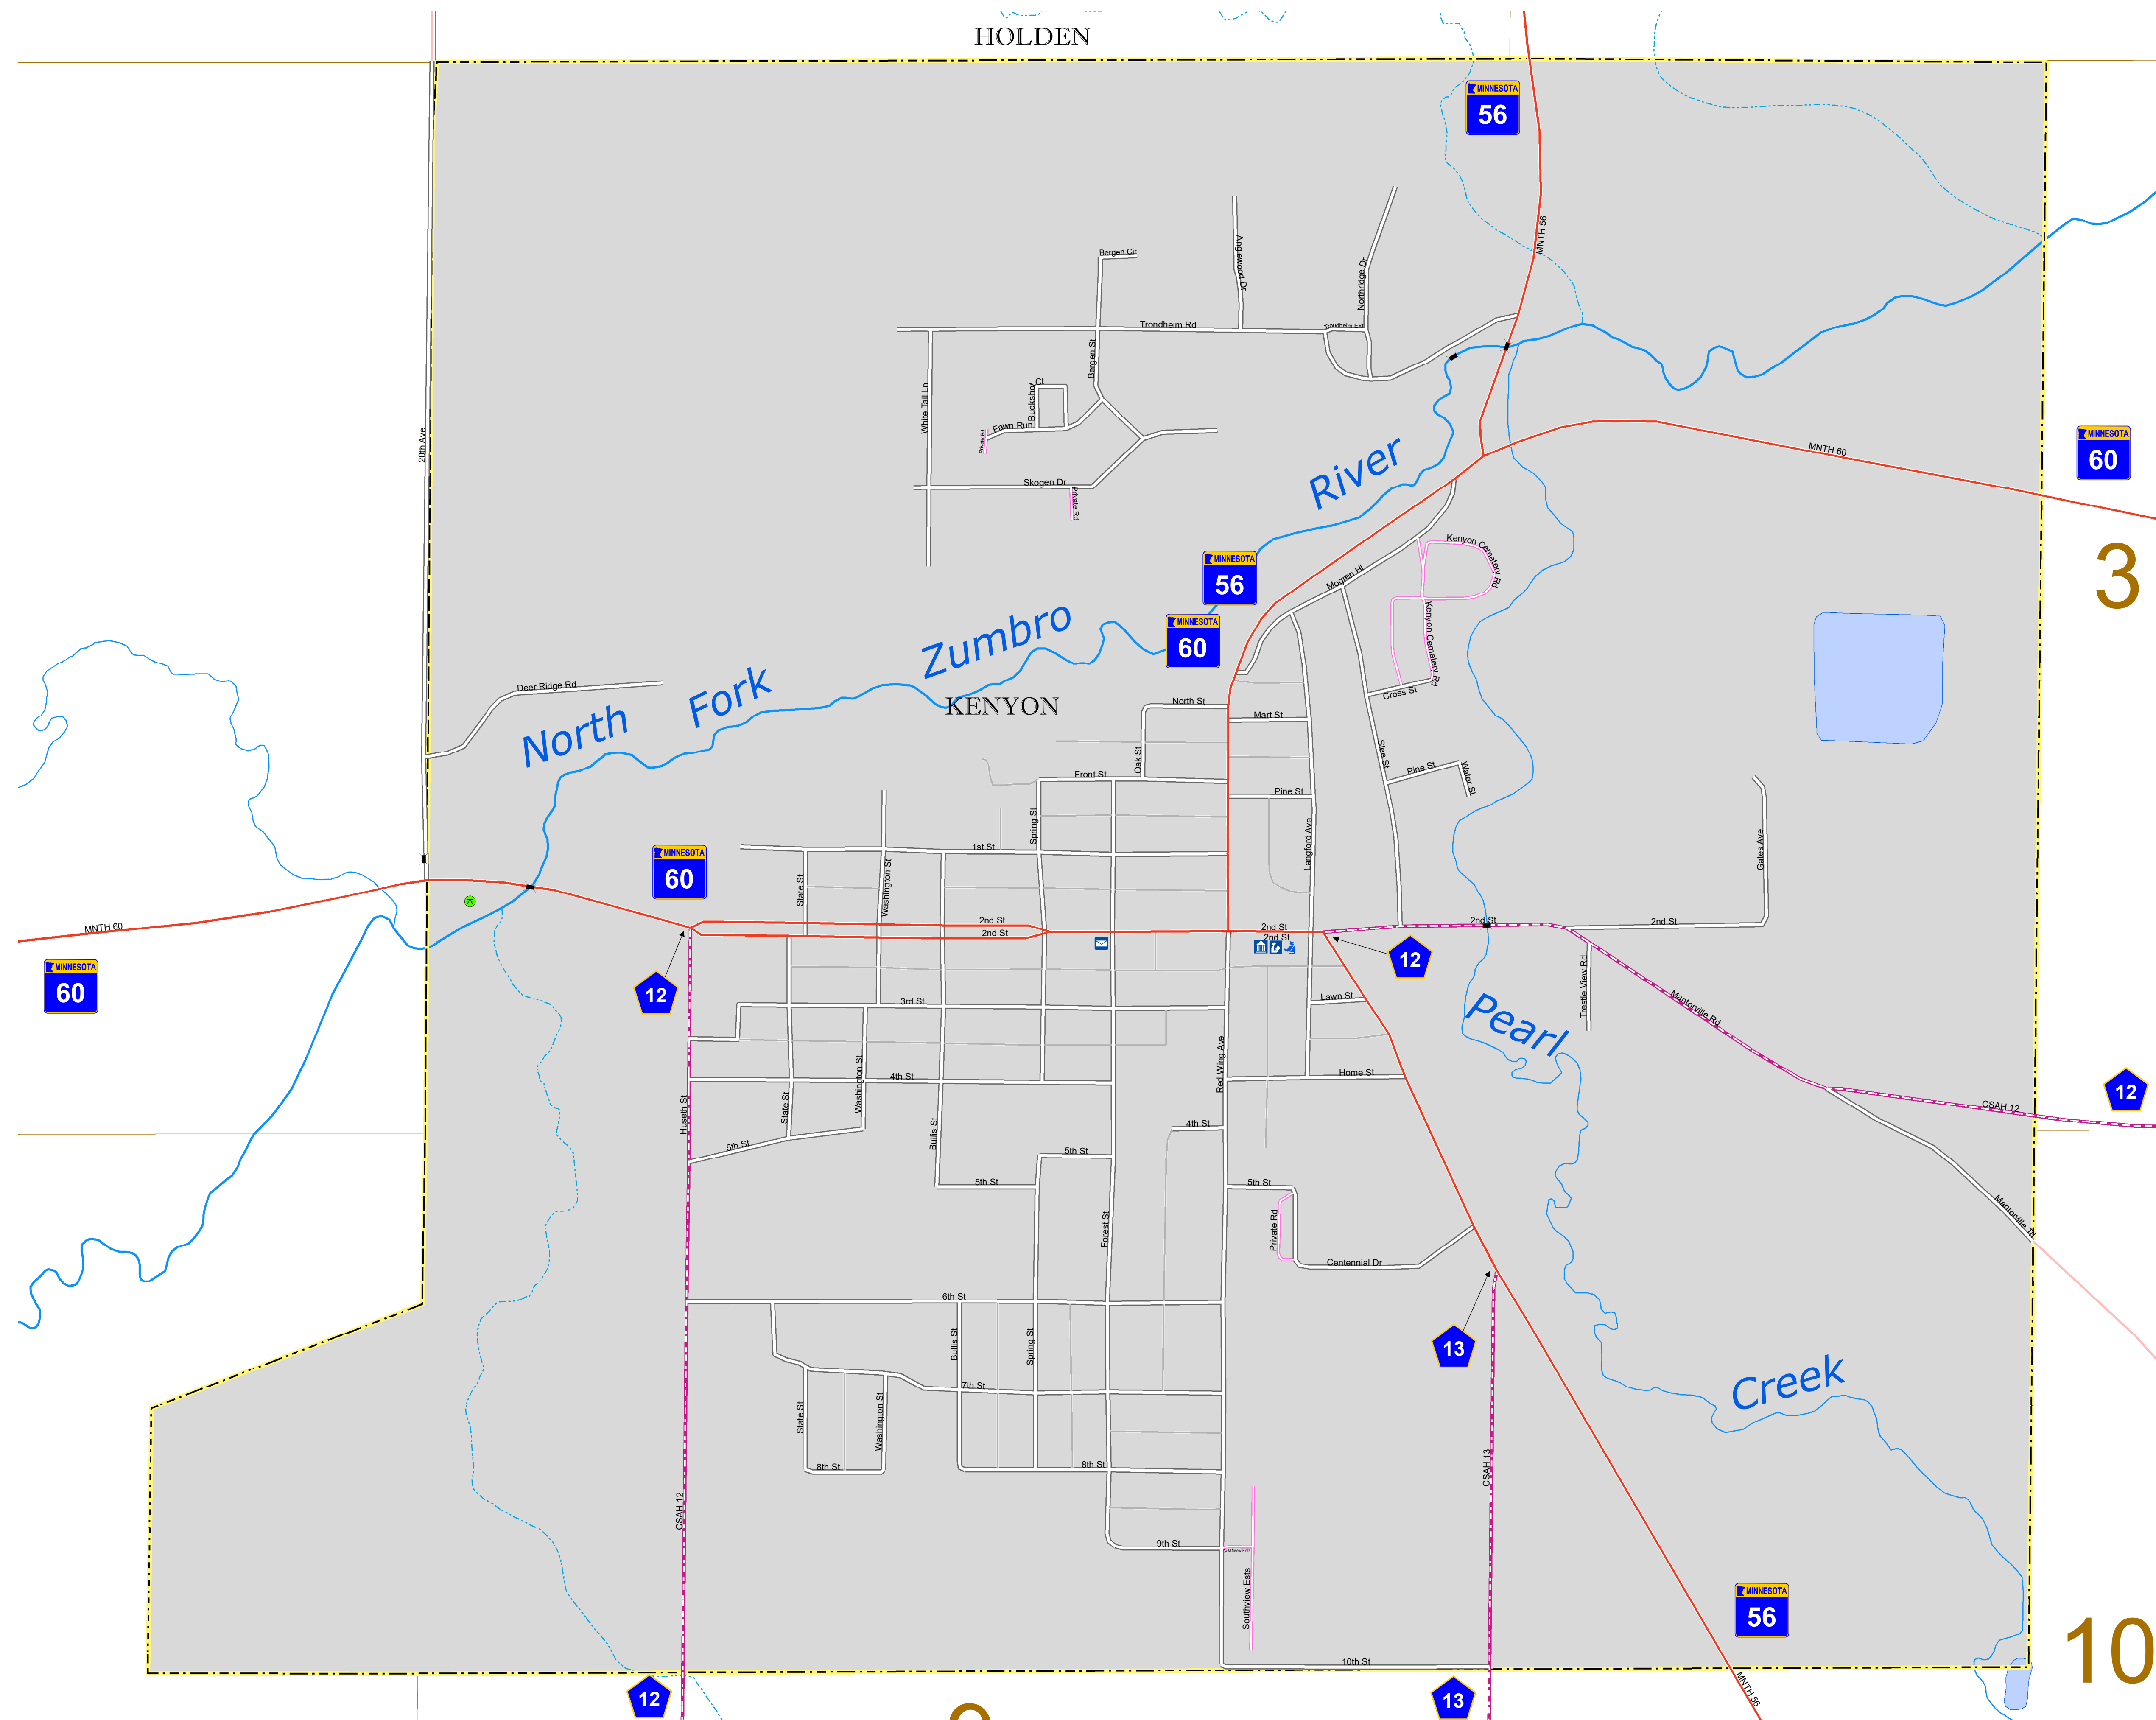 HOLDEN
MINNESOTA
56
MNTH 56
Bergen Cir
Anglewood Dr
Northridge Dr
Trondheim Rd
Trondheim Ext
Bergen St
White Tail Ln
Buckshot
Ct
Fawn Run
Private Rd
Skogen Dr
Private Rd
20th Ave
MNTH 60
MINNESOTA
60
3
River
Kenyon Cemetery Rd
Mogren Hl
MINNESOTA
56
MINNESOTA
60
Kenyon Cemetery Rd
Zumbro
Fork
North
Deer Ridge Rd
KENYON
North St
Mart St
Cross St
Slee St
Oak St
Front St
Pine St
Pine St
Water St
Spring St
Langford Ave
Gates Ave
1st St
MINNESOTA
60
State St
Washington St
2nd St
2nd St
2nd St
2nd St
2nd St
2nd St
MNTH 60
MINNESOTA
60
12
12
3rd St
Lawn St
Trestle View Rd
Mantorville Rd
Pearl
Red Wing Ave
Home St
4th St
Washington St
State St
Huseth St
Bullis St
12
CSAH 12
4th St
5th St
5th St
5th St
5th St
Forest St
Private Rd
Centennial Dr
Mantorville Trl
6th St
Bullis St
Spring St
13
Creek
7th St
State St
Washington St
8th St
8th St
CSAH 13
CSAH 12
9th St
Southview Ests
Southview Ests
MINNESOTA
56
10th St
10
12
13
MNTH 56